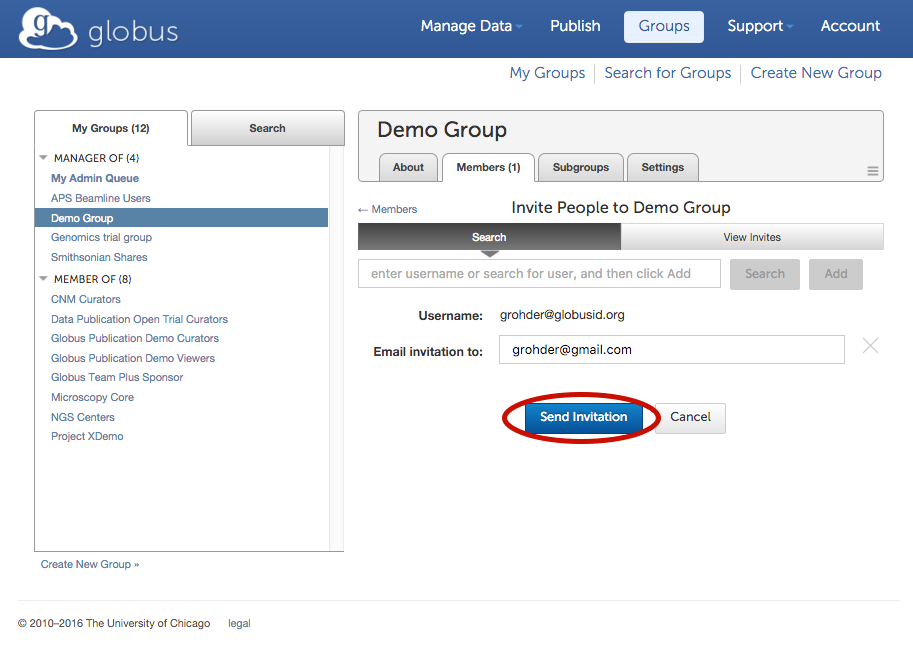 globus
Manage Data Publish Groups Support Account
My Groups Search for Groups Create New Group
My Groups (12) Search
MANAGER OF (4)
My Admin Queue
APS Beamline Users
Demo Group
Genomics trial group
Smithsonian Shares
MEMBER OF (8)
CNM Curators
Data Publication Open Trial Curators
Globus Publication Demo Curators
Globus Publication Demo Viewers
Globus Team Plus Sponsor
Microscopy Core
NGS Centers
Project XDemo
Create New Group »
Demo Group
About Members (1) Subgroups Settings
← Members Invite People to Demo Group
Search View Invites
enter username or search for user, and then click Add Search Add
Username: grohder@globusid.org
Email invitation to: grohder@gmail.com
Send Invitation Cancel
© 2010–2016 The University of Chicago legal